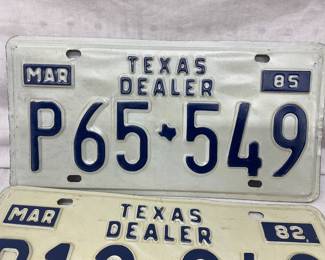 MAR TEXAS 85
DEALER
P65 549
MAR TEXAS 82
DEALER